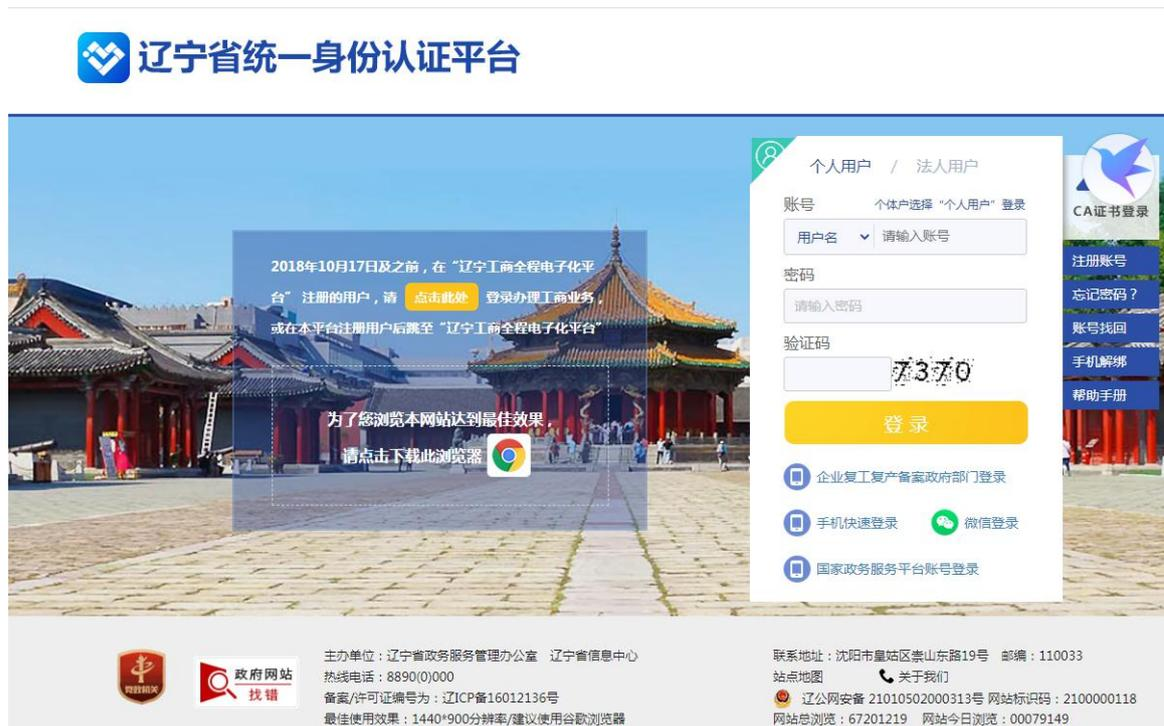 辽宁省统一身份认证平台
个人用户 / 法人用户
账号 个体户选择 “个人用户” 登录
用户名 请输入账号
密码
请输入密码
验证码
7370
登录
企业复工复产备案政府部门登录
手机快速登录 微信登录
国家政务服务平台账号登录
CA证书登录
注册账号
忘记密码？
账号找回
手机解绑
帮助手册
2018年10月17日及之前，在“辽宁工商全程电子化平
台” 注册的用户，请 点击此处 登录办理工商业务，
或在本平台注册用户后跳至“辽宁工商全程电子化平台”
为了您浏览本网站达到最佳效果，
请点击下载此浏览器
党政机关
政府网站
找错
主办单位：辽宁省政务服务管理办公室 辽宁省信息中心
热线电话：8890(0)000
备案/许可证编号为：辽ICP备16012136号
最佳使用效果：1440*900分辨率/建议使用谷歌浏览器
联系地址：沈阳市皇姑区崇山东路19号 邮编：110033
站点地图 关于我们
辽公网安备 21010502000313号 网站标识码：2100000118
网站总浏览：67201219 网站今日浏览：00079149